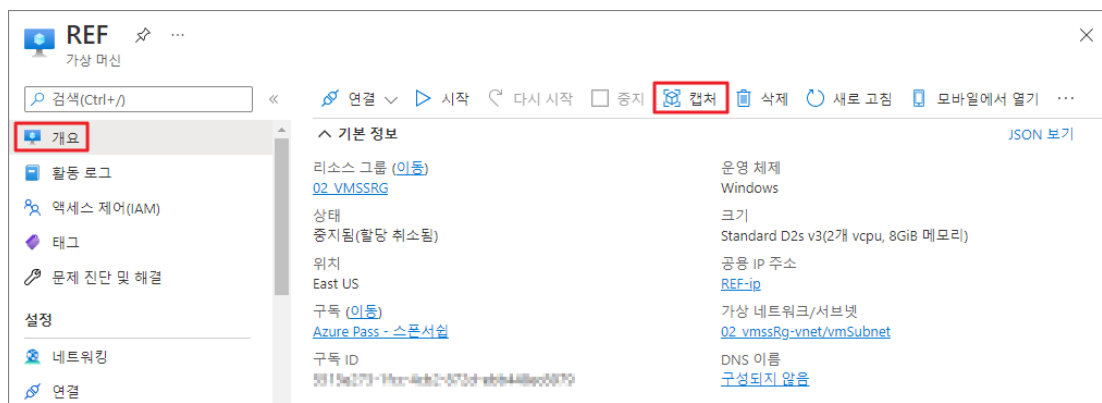 REF
가상 머신
검색(Ctrl+/)
연결 시작 다시 시작 중지 캡처 삭제 새로 고침 모바일에서 열기 ...
개요
활동 로그
액세스 제어(IAM)
태그
문제 진단 및 해결
설정
네트워킹
연결
기본 정보
JSON 보기
리소스 그룹 (이동)
02_VMSSRG
상태
중지됨(할당 취소됨)
위치
East US
구독 (이동)
Azure Pass - 스폰서쉽
구독 ID
운영 체제
Windows
크기
Standard D2s v3(2개 vcpu, 8GiB 메모리)
공용 IP 주소
REF-ip
가상 네트워크/서브넷
02_vmssRg-vnet/vmSubnet
DNS 이름
구성되지 않음